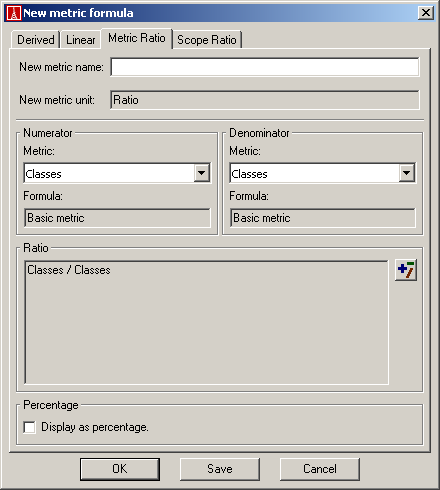 New metric formula
Derived Linear Metric Ratio Scope Ratio
New metric name:
New metric unit: Ratio
Numerator Denominator
Metric: Metric:
Classes Classes
Formula: Formula:
Basic metric Basic metric
Ratio
Classes / Classes
Percentage
Display as percentage.
OK Save Cancel